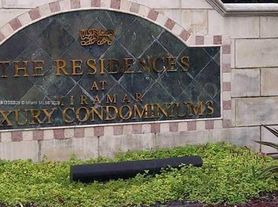 THE RESIDENCES
AT
IRAMAR
XURY CONDOMINIUMS